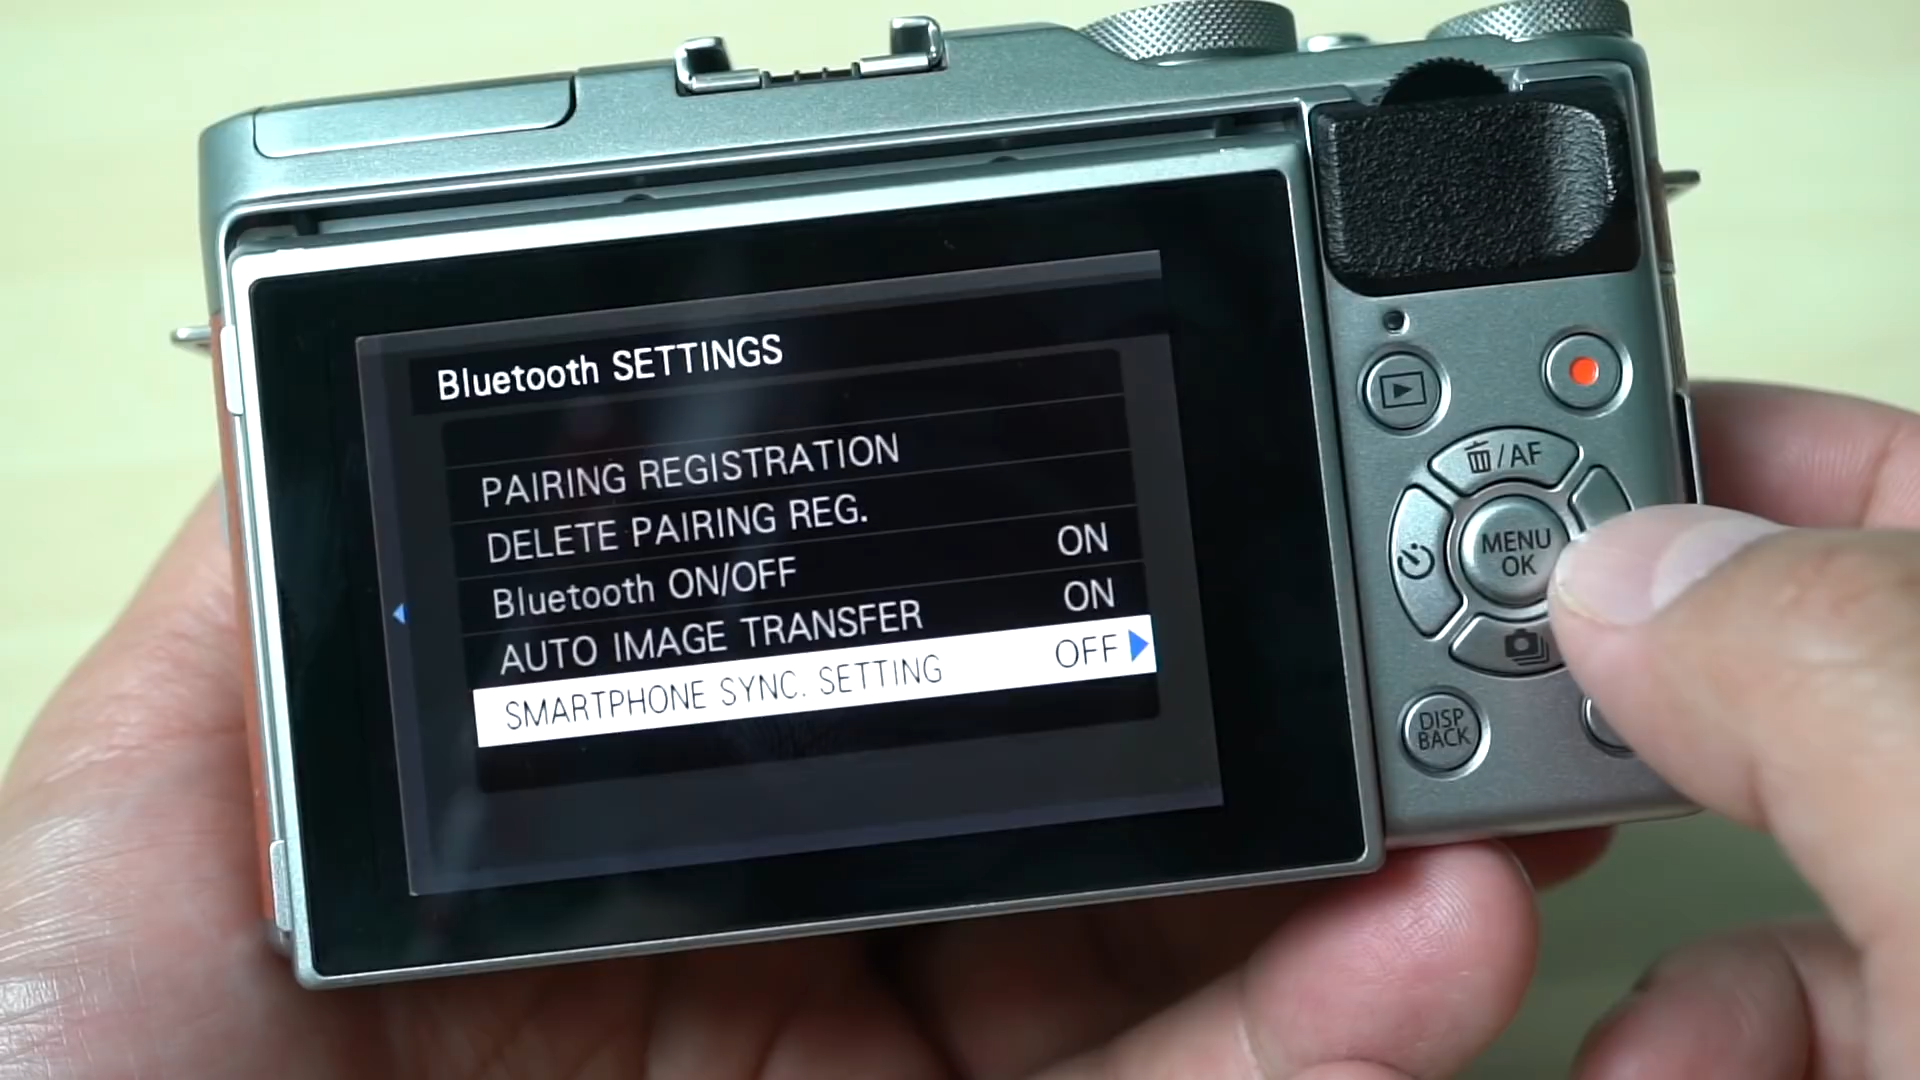 Bluetooth SETTINGS
PAIRING REGISTRATION
DELETE PAIRING REG.
Bluetooth ON/OFF ON
AUTO IMAGE TRANSFER ON
SMARTPHONE SYNC. SETTING OFF
/AF
MENU
OK
DISP
BACK